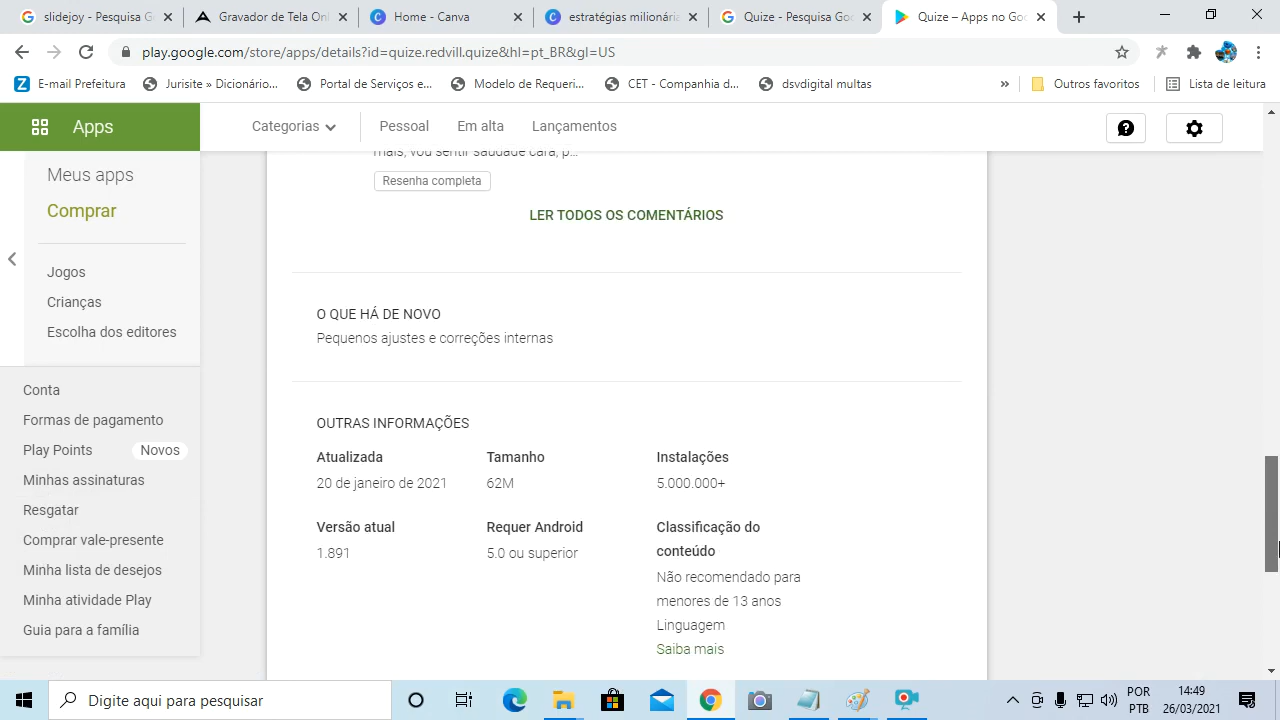 slidejoy - Pesquisa G
Gravador de Tela Onl
Home - Canva
estratégias milionária
Quize - Pesquisa Goo
Quize – Apps no Goo
play.google.com/store/apps/details?id=quize.redvill.quize&hl=pt_BR&gl=US
E-mail Prefeitura
Jurisite » Dicionário...
Portal de Serviços e...
Modelo de Requeri...
CET - Companhia d...
dsvdigital multas
»
Outros favoritos
Lista de leitura
Apps
Categorias
Pessoal
Em alta
Lançamentos
Meus apps
Comprar
Jogos
Crianças
Escolha dos editores
Conta
Formas de pagamento
Play Points
Novos
Minhas assinaturas
Resgatar
Comprar vale-presente
Minha lista de desejos
Minha atividade Play
Guia para a família
mais, vou sentir saudade cara, p...
Resenha completa
LER TODOS OS COMENTÁRIOS
O QUE HÁ DE NOVO
Pequenos ajustes e correções internas
OUTRAS INFORMAÇÕES
Atualizada
20 de janeiro de 2021
Tamanho
62M
Instalações
5.000.000+
Versão atual
1.891
Requer Android
5.0 ou superior
Classificação do
conteúdo
Não recomendado para
menores de 13 anos
Linguagem
Saiba mais
Digite aqui para pesquisar
POR
PTB
14:49
26/03/2021